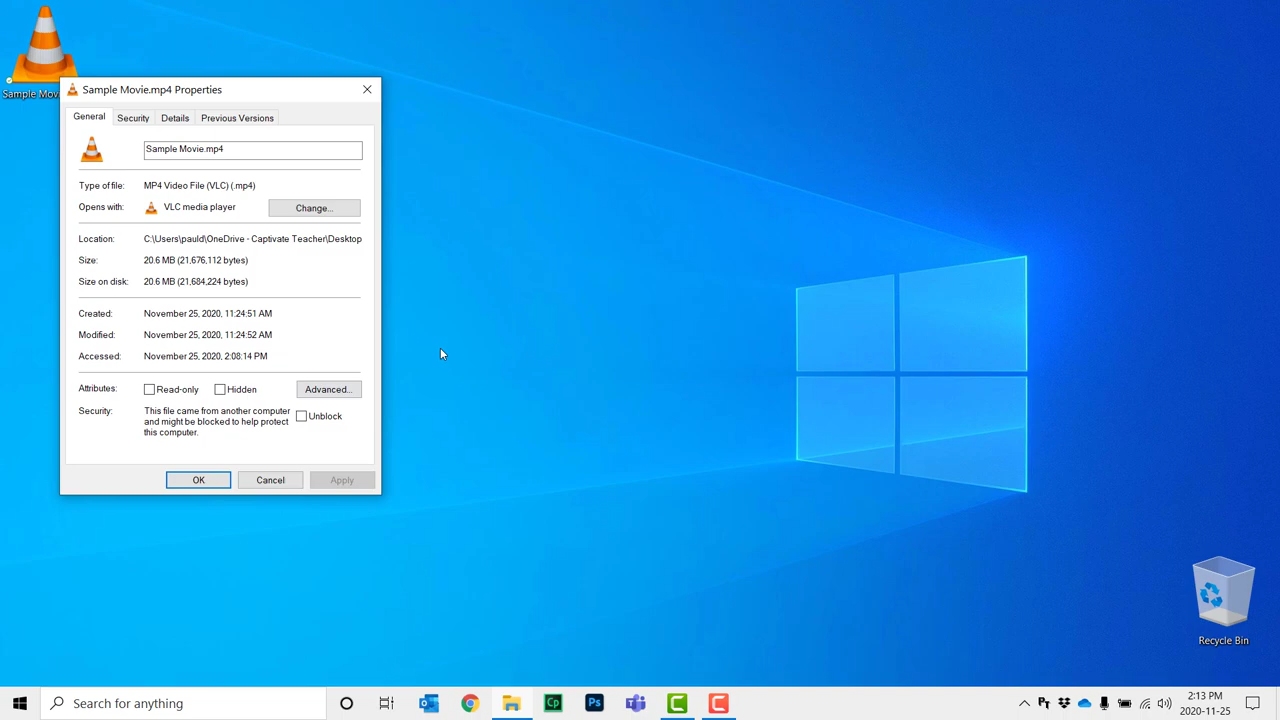 Sample Movie.mp4 Properties
General
Security
Details
Previous Versions
Sample Movie.mp4
Type of file:
MP4 Video File (VLC) (.mp4)
Opens with:
VLC media player
Change...
Location:
C:\Users\pauld\OneDrive - Captivate Teacher\Desktop
Size:
20.6 MB (21,676,112 bytes)
Size on disk:
20.6 MB (21,684,224 bytes)
Created:
November 25, 2020, 11:24:51 AM
Modified:
November 25, 2020, 11:24:52 AM
Accessed:
November 25, 2020, 2:08:14 PM
Attributes:
Read-only
Hidden
Advanced...
Security:
This file came from another computer
and might be blocked to help protect
this computer.
Unblock
OK
Cancel
Apply
Sample
Recycle Bin
Search for anything
Cp
Ps
2:13 PM
2020-11-25